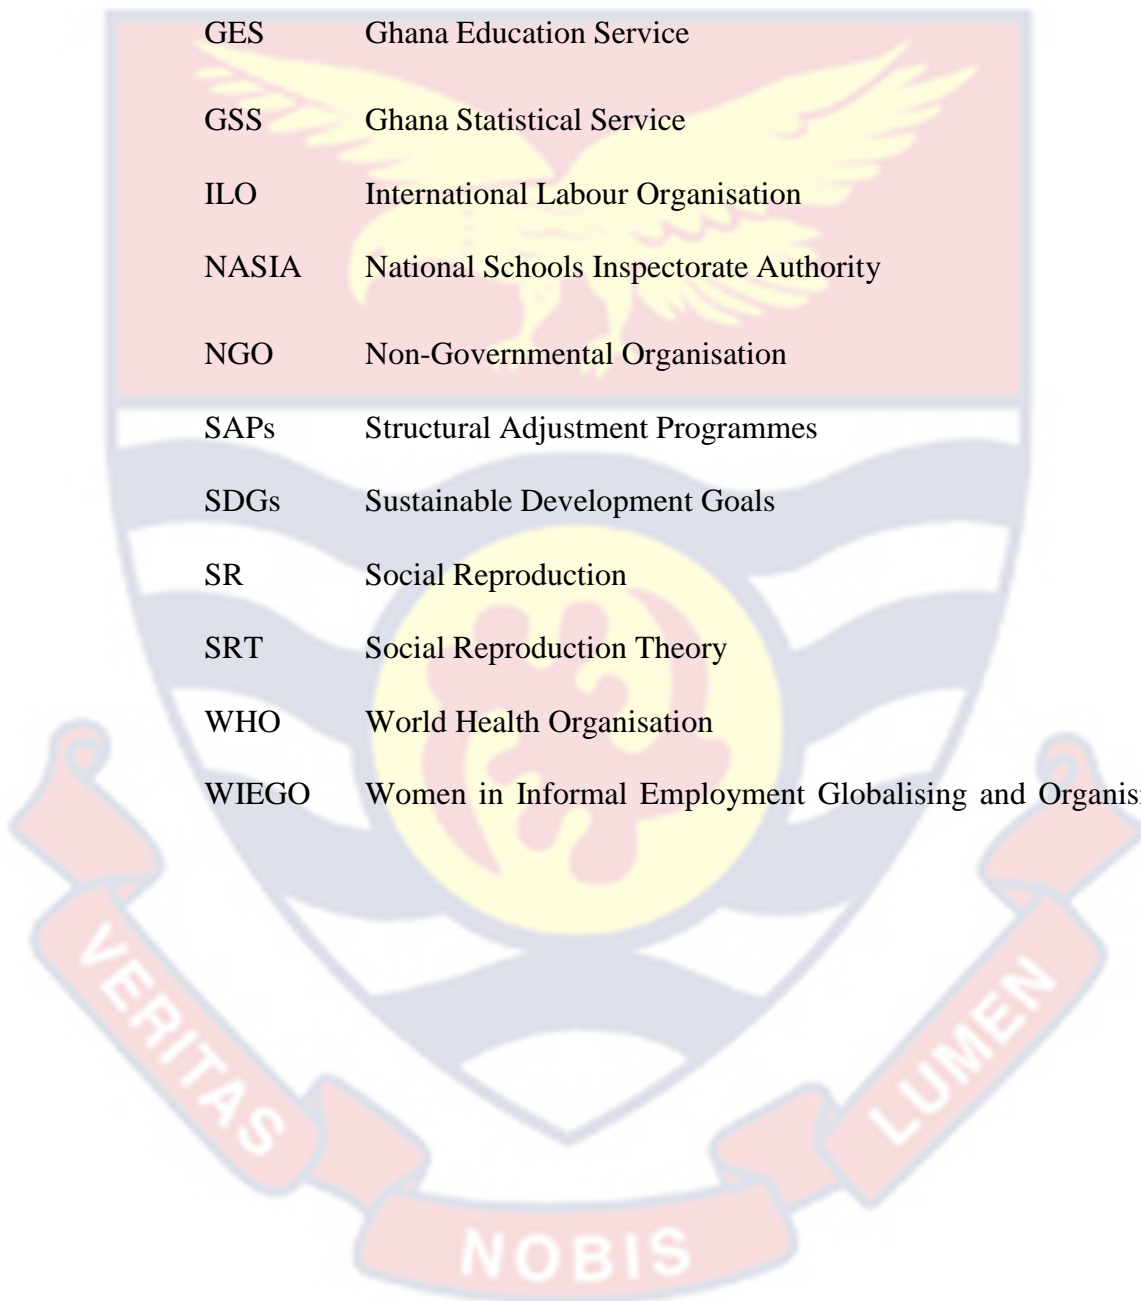 GES Ghana Education Service
GSS Ghana Statistical Service
ILO International Labour Organisation
NASIA National Schools Inspectorate Authority
NGO Non-Governmental Organisation
SAPs Structural Adjustment Programmes
SDGs Sustainable Development Goals
SR Social Reproduction
SRT Social Reproduction Theory
WHO World Health Organisation
WIEGO Women in Informal Employment Globalising and
VERITAS
NOBIS
LUMEN